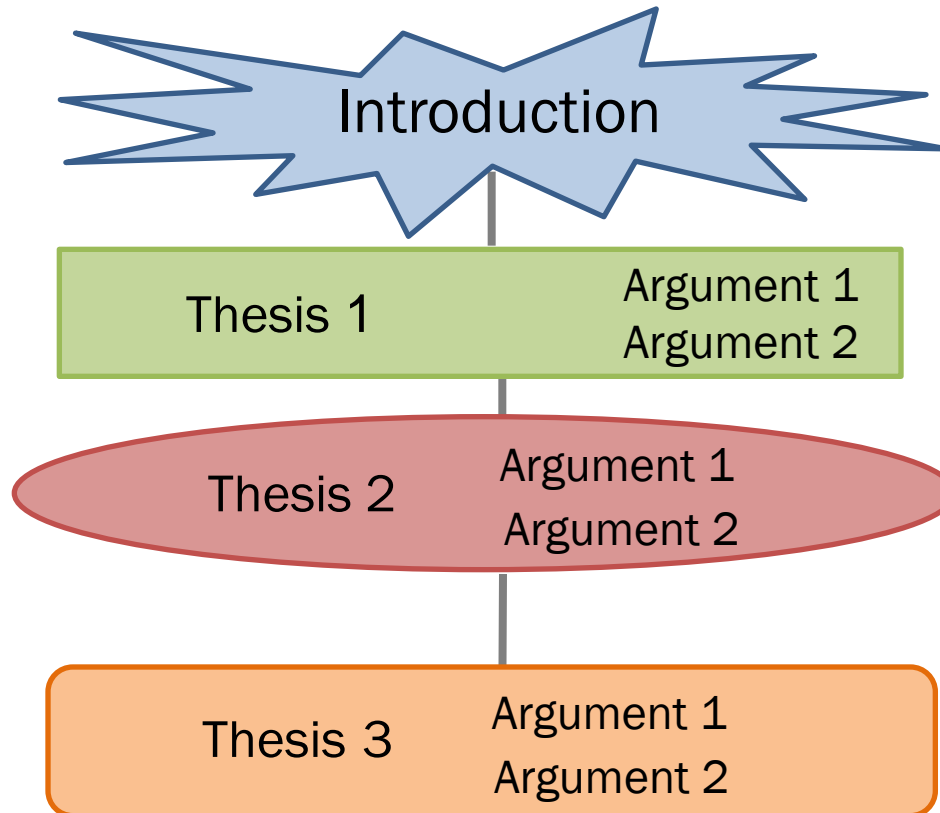 Introduction
Thesis 1
Argument 1
Argument 2
Thesis 2
Argument 1
Argument 2
Thesis 3
Argument 1
Argument 2